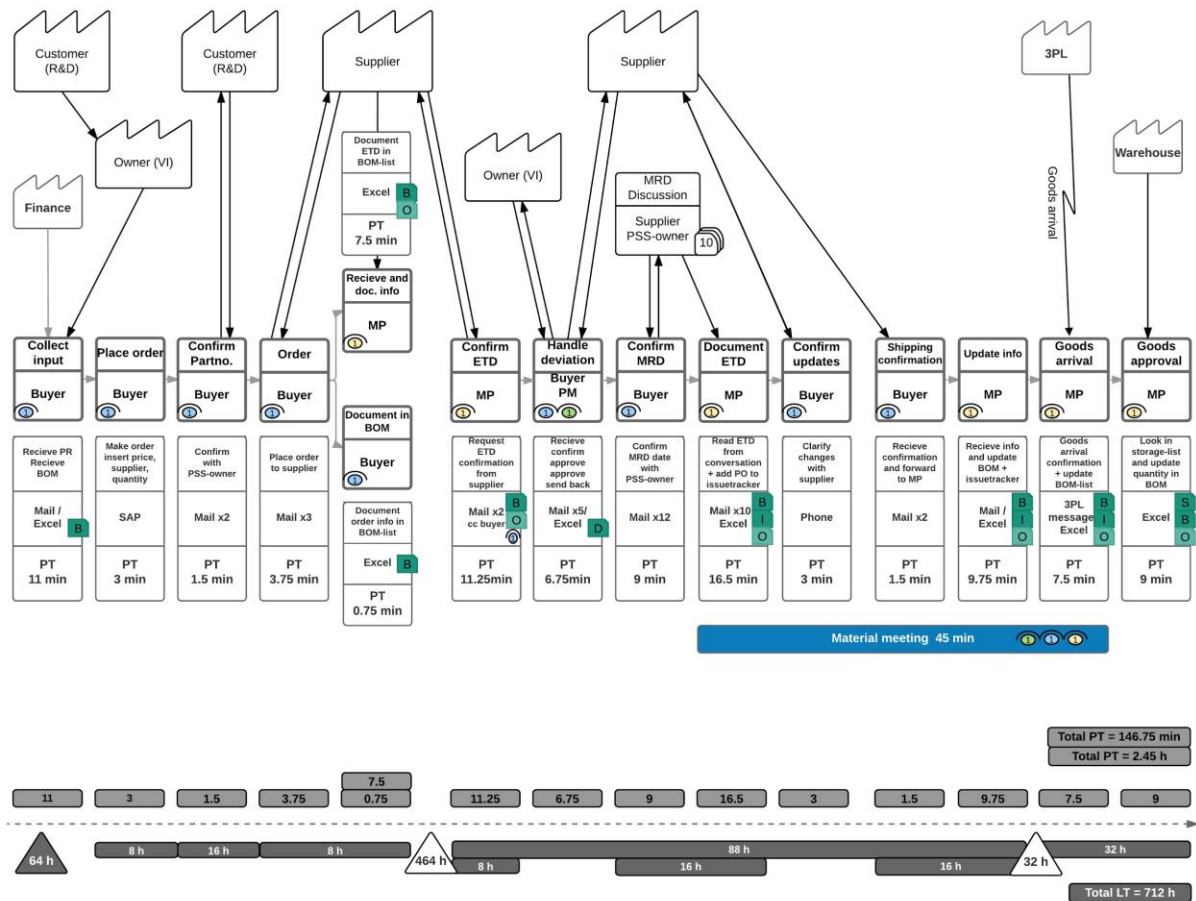 Customer
(R&D)
Customer
(R&D)
Supplier
Supplier
3PL
Owner (VI)
Finance
Owner (VI)
Warehouse
Goods arrival
Document
ETD in
BOM-list
Excel
B
O
PT
7.5 min
MRD
Discussion
Supplier
PSS-owner
10
Recieve and
doc. info
MP
1
Collect
input
Buyer
1
Place order
Buyer
1
Confirm
Partno.
Buyer
1
Order
Buyer
1
Document in
BOM
Buyer
1
Confirm
ETD
MP
1
Handle
deviation
Buyer
PM
1
1
Confirm
MRD
Buyer
1
Document
ETD
MP
1
Confirm
updates
Buyer
1
Shipping
confirmation
Buyer
1
Update info
MP
1
Goods
arrival
MP
1
Goods
approval
MP
1
Recieve PR
Recieve
BOM
Mail /
Excel
B
PT
11 min
Make order
insert price,
supplier,
quantity
SAP
PT
3 min
Confirm
with
PSS-owner
Mail x2
PT
1.5 min
Place order
to supplier
Mail x3
PT
3.75 min
Document
order info in
BOM-list
Excel
B
PT
0.75 min
Request
ETD
confirmation
from
supplier
Mail x2
cc buyer
B
O
1
PT
11.25min
Recieve
confirm
approve
approve
send back
Mail x5/
Excel
D
PT
6.75min
Confirm
MRD date
with
PSS-owner
Mail x12
PT
9 min
Read ETD
from
conversation
+ add PO to
issuetracker
Mail x10
Excel
B
I
O
PT
16.5 min
Clarify
changes
with
supplier
Phone
PT
3 min
Recieve
confirmation
and forward
to MP
Mail x2
PT
1.5 min
Recieve info
and update
BOM +
issuetracker
Mail /
Excel
B
I
O
PT
9.75 min
Goods
arrival
confirmation
+ update
BOM-list
3PL
message
Excel
B
I
O
PT
7.5 min
Look in
storage-list
and update
quantity in
BOM
Excel
S
B
O
PT
9 min
Material meeting 45 min
1
1
1
Total PT = 146.75 min
Total PT = 2.45 h
7.5
11
3
1.5
3.75
0.75
11.25
6.75
9
16.5
3
1.5
9.75
7.5
9
64 h
8 h
16 h
8 h
464 h
88 h
8 h
16 h
16 h
32 h
32 h
Total LT = 712 h